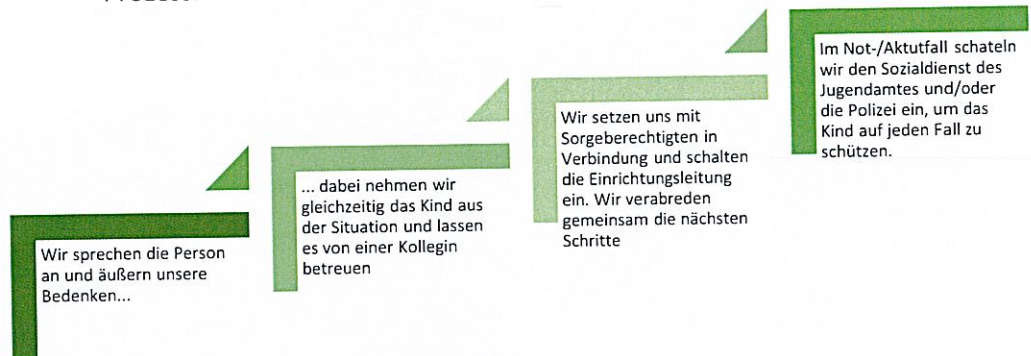 Wir sprechen die Person
an und äußern unsere
Bedenken...
... dabei nehmen wir
gleichzeitig das Kind aus
der Situation und lassen
es von einer Kollegin
betreuen
Wir setzen uns mit
Sorgeberechtigten in
Verbindung und schalten
die Einrichtungsleitung
ein. Wir verabreden
gemeinsam die nächsten
Schritte
Im Not-/Aktutfall schateln
wir den Sozialdienst des
Jugendamtes und/oder
die Polizei ein, um das
Kind auf jeden Fall zu
schützen.